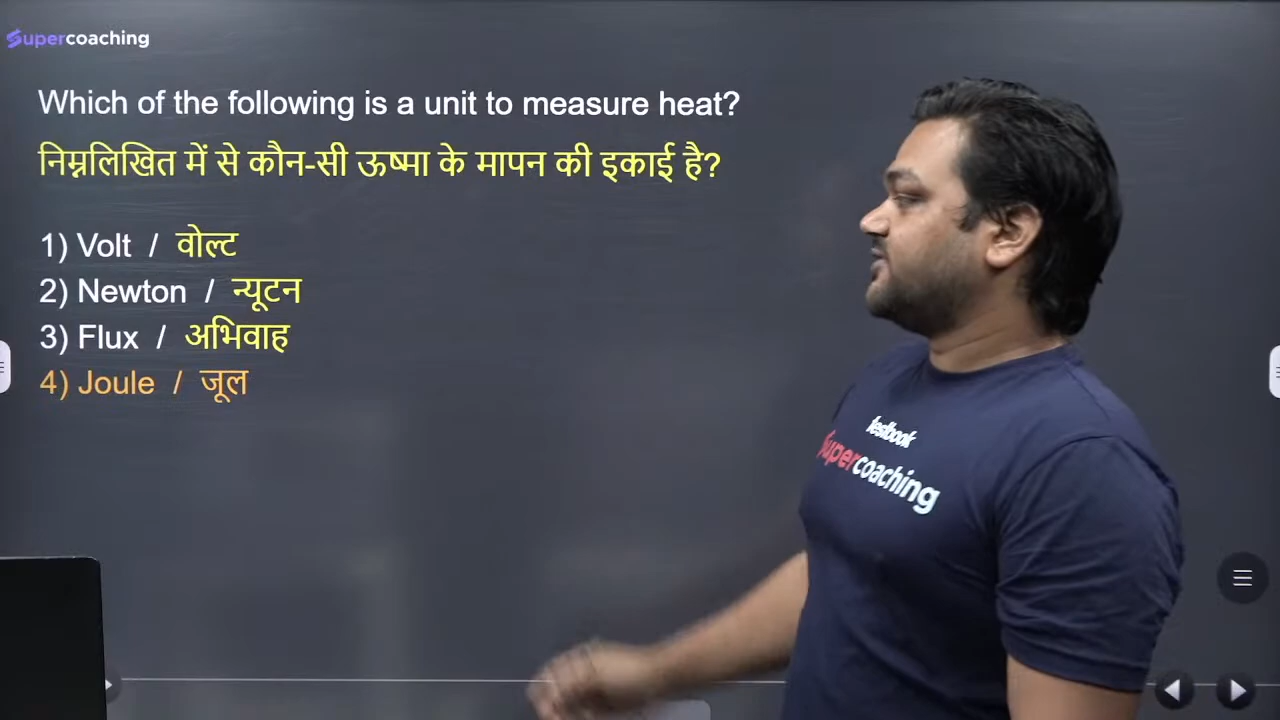 Supercoaching
Which of the following is a unit to measure heat?
निम्नलिखित में से कौन-सी ऊष्मा के मापन की इकाई है?
1) Volt / वोल्ट
2) Newton / न्यूटन
3) Flux / अभिवाह
4) Joule / जूल
testbook
Supercoaching